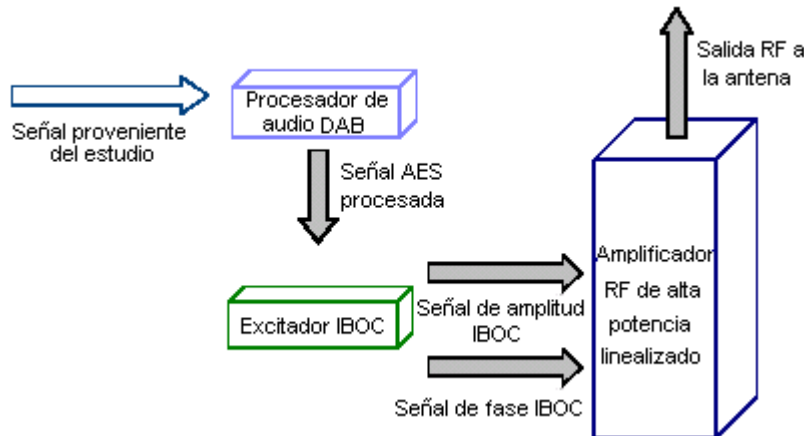 Salida RF a
la antena
Procesador de
audio DAB
Señal proveniente
del estudio
Señal AES
procesada
Amplificador
RF de alta
potencia
linealizado
Excitador IBOC
Señal de amplitud
IBOC
Señal de fase IBOC